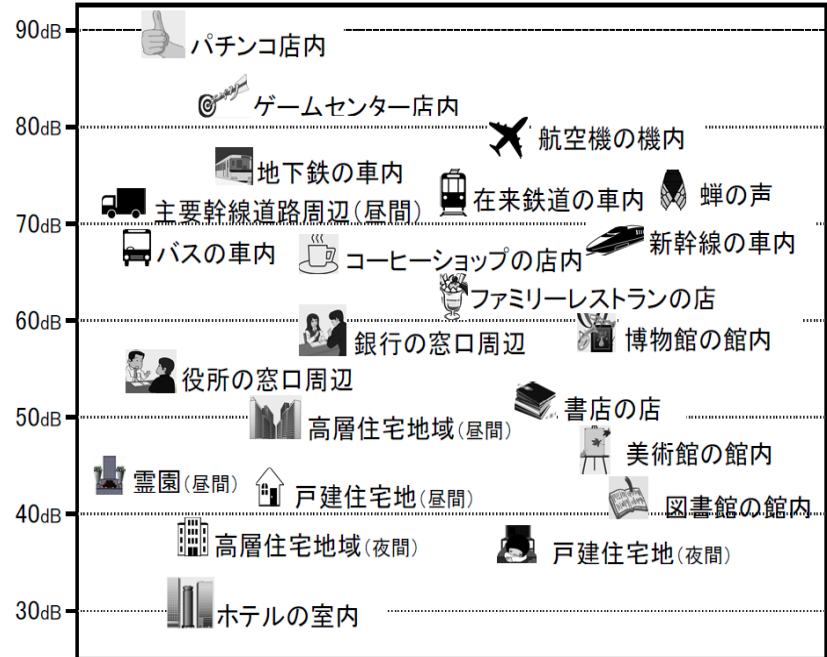 90dB
パチンコ店内
ゲームセンター店内
80dB
航空機の機内
地下鉄の車内
在来鉄道の車内
蝉の声
主要幹線道路周辺(昼間)
70dB
バスの車内
コーヒーショップの店内
新幹線の車内
ファミリーレストランの店
60dB
銀行の窓口周辺
博物館の館内
役所の窓口周辺
50dB
書店の店
高層住宅地域(昼間)
美術館の館内
霊園(昼間)
戸建住宅地(昼間)
図書館の館内
40dB
高層住宅地域(夜間)
戸建住宅地(夜間)
30dB
ホテルの室内